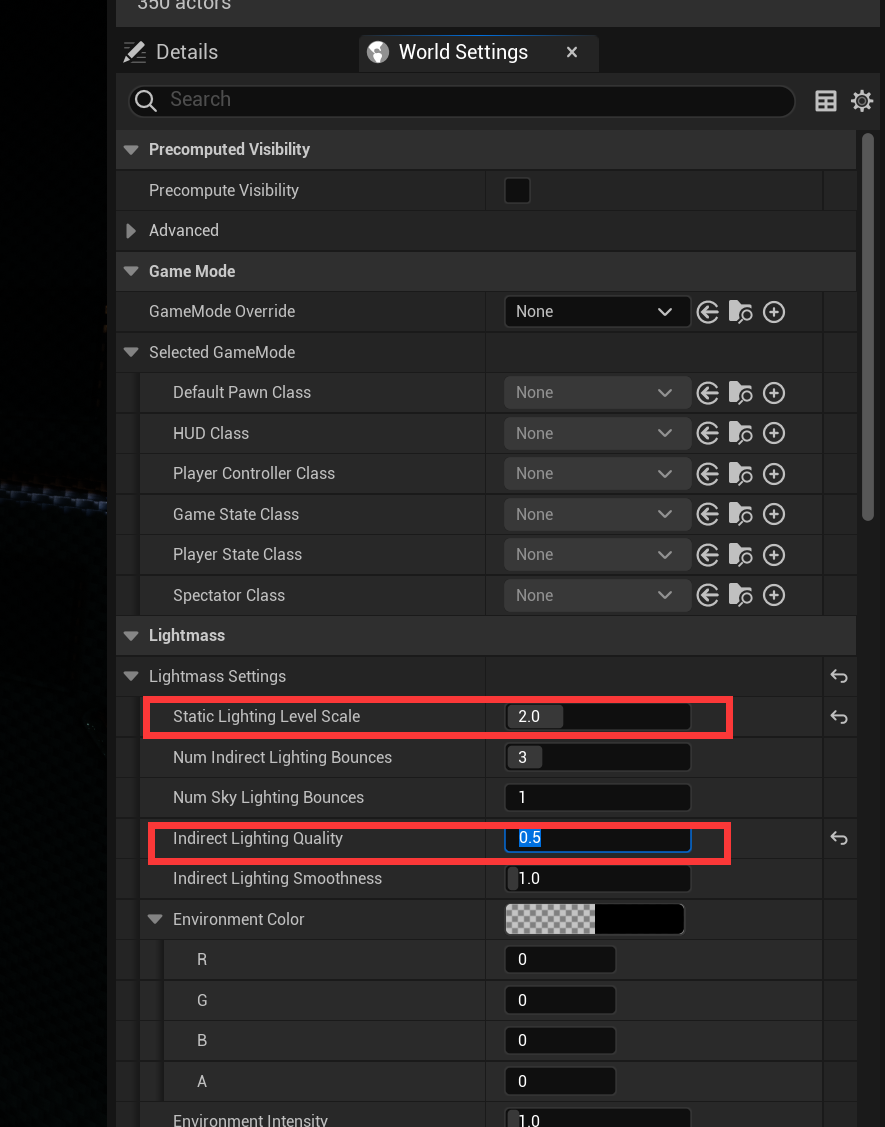 350 actors
Details
World Settings
Search
Precomputed Visibility
Precompute Visibility
Advanced
Game Mode
GameMode Override None
Selected GameMode
Default Pawn Class None
HUD Class None
Player Controller Class None
Game State Class None
Player State Class None
Spectator Class None
Lightmass
Lightmass Settings
Static Lighting Level Scale 2.0
Num Indirect Lighting Bounces 3
Num Sky Lighting Bounces 1
Indirect Lighting Quality 0.5
Indirect Lighting Smoothness 1.0
Environment Color
R 0
G 0
B 0
A 0
Environment Intensity 1.0